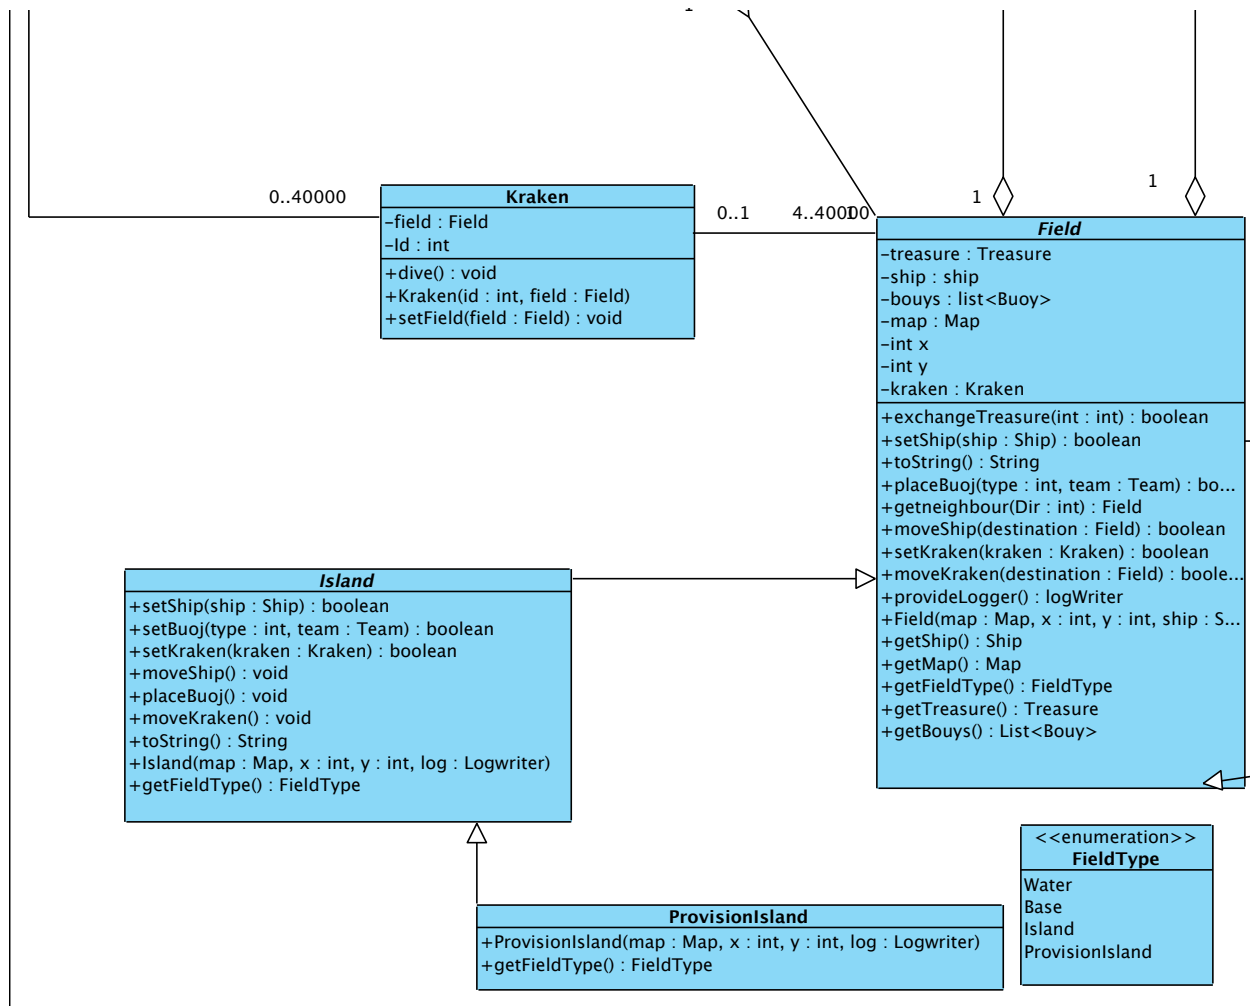 1
0..40000
Kraken
-field : Field
-Id : int
+dive() : void
+Kraken(id : int, field : Field)
+setField(field : Field) : void
0..1
1
1
Field
-treasure : Treasure
-ship : ship
-bouys : list<Buoy>
-map : Map
-int x
-int y
-kraken : Kraken
+exchangeTreasure(int : int) : boolean
+setShip(ship : Ship) : boolean
+toString() : String
+placeBuoj(type : int, team : Team) : bo...
+getneighbour(Dir : int) : Field
+moveShip(destination : Field) : boolean
+setKraken(kraken : Kraken) : boolean
+moveKraken(destination : Field) : boole...
+provideLogger() : logWriter
+Field(map : Map, x : int, y : int, ship : S...
+getShip() : Ship
+getMap() : Map
+getFieldType() : FieldType
+getTreasure() : Treasure
+getBouys() : List<Bouy>
Island
+setShip(ship : Ship) : boolean
+setBuoj(type : int, team : Team) : boolean
+setKraken(kraken : Kraken) : boolean
+moveShip() : void
+placeBuoj() : void
+moveKraken() : void
+toString() : String
+Island(map : Map, x : int, y : int, log : Logwriter)
+getFieldType() : FieldType
ProvisionIsland
+ProvisionIsland(map : Map, x : int, y : int, log : Logwriter)
+getFieldType() : FieldType
<<enumeration>>
FieldType
Water
Base
Island
ProvisionIsland